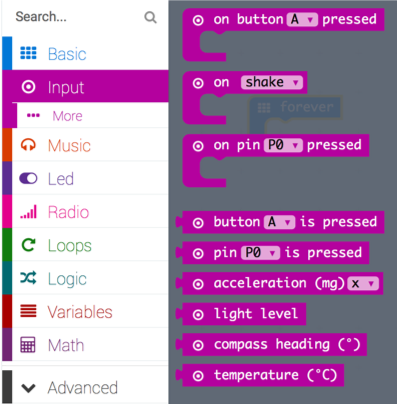 Search...
Basic
Input
More
Music
Led
Radio
Loops
Logic
Variables
Math
Advanced
on button A pressed
on shake
forever
on pin P0 pressed
button A is pressed
pin P0 is pressed
acceleration (mg) x
light level
compass heading (°)
temperature (°C)